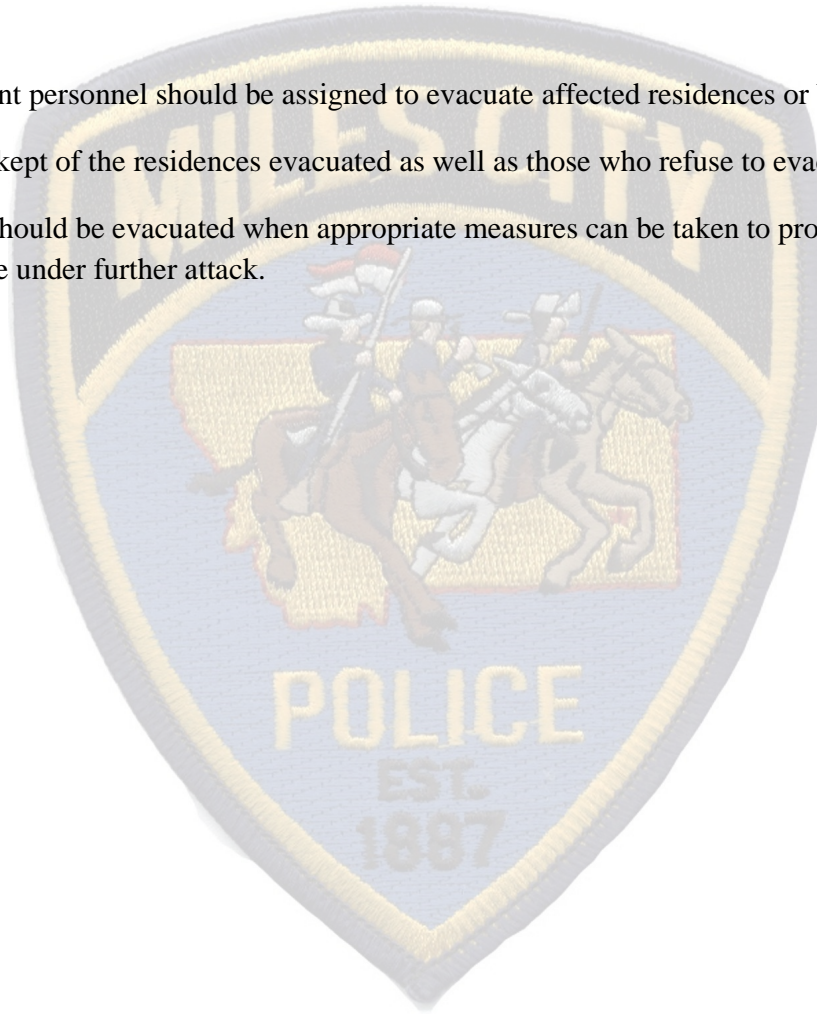 nt personnel should be assigned to evacuate affected residences or
kept of the residences evacuated as well as those who refuse to
hould be evacuated when appropriate measures can be taken to
e under further attack.
MILES CITY
POLICE
EST.
1887